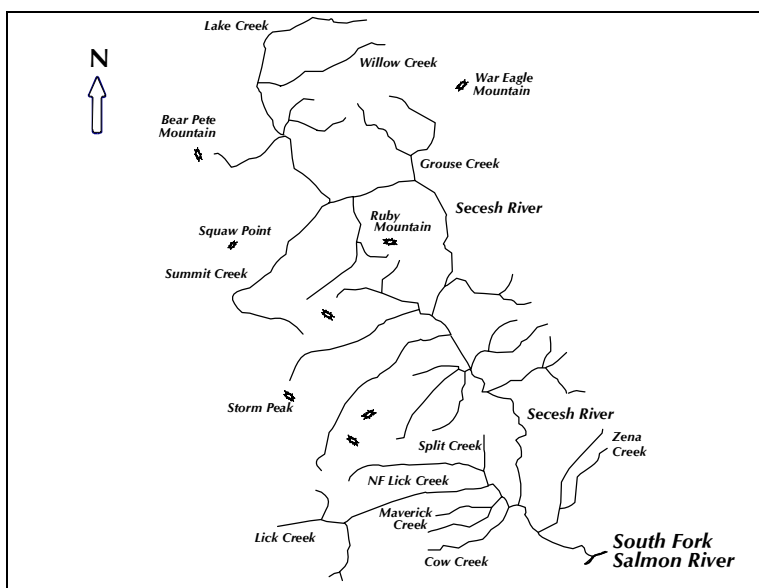 Lake Creek
N
Willow Creek
War Eagle
Mountain
Bear Pete
Mountain
Grouse Creek
Secesh River
Ruby
Mountain
Squaw Point
Summit Creek
Storm Peak
Secesh River
Split Creek
Zena
Creek
NF Lick Creek
Maverick
Creek
Lick Creek
Cow Creek
South Fork
Salmon River